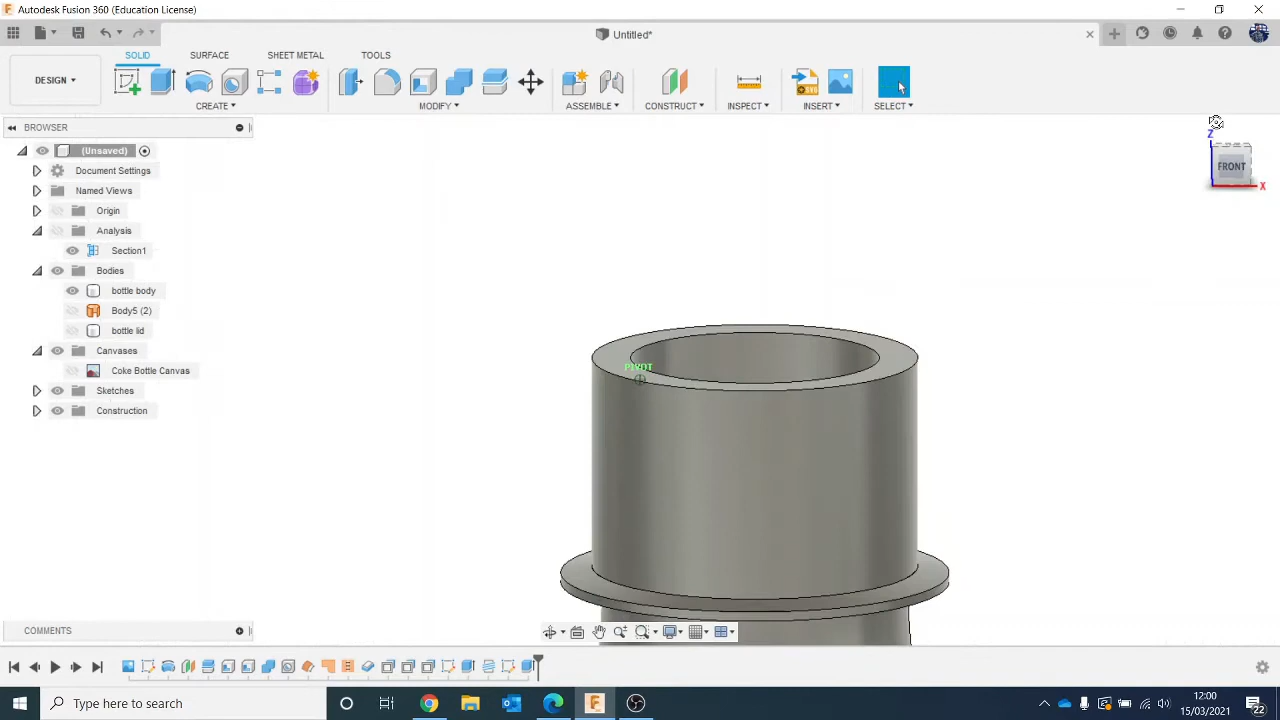 Autodesk Fusion 360 (Education License)
Untitled*
SOLID
SURFACE
SHEET METAL
TOOLS
DESIGN
CREATE
MODIFY
ASSEMBLE
CONSTRUCT
INSPECT
INSERT
SELECT
BROWSER
(Unsaved)
Document Settings
Named Views
Origin
Analysis
Section1
Bodies
bottle body
Body5 (2)
bottle lid
Canvases
Coke Bottle Canvas
Sketches
Construction
Z
FRONT
X
PIVOT
COMMENTS
Type here to search
12:00
15/03/2021
22